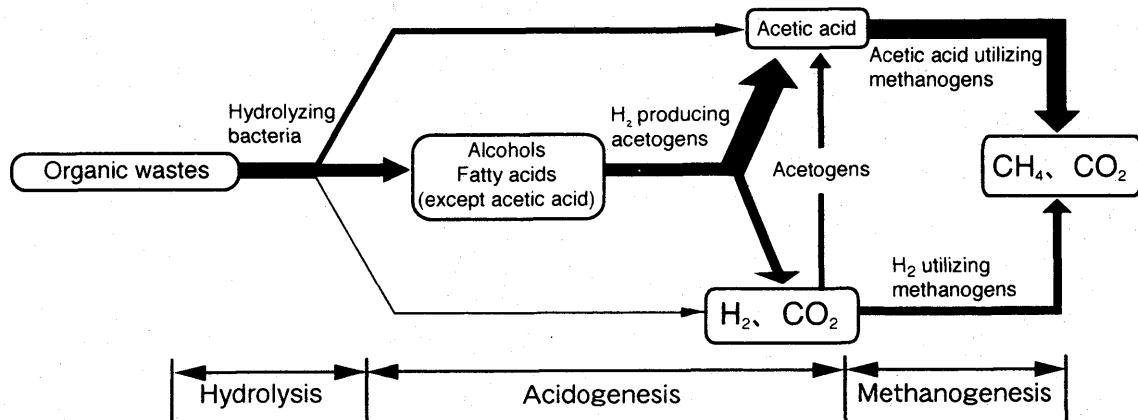 Acetic acid
Acetic acid utilizing
methanogens
Hydrolyzing
bacteria
H₂ producing
acetogens
Organic wastes
Alcohols
Fatty acids
(except acetic acid)
Acetogens
CH₄、CO₂
H₂ utilizing
methanogens
H₂、CO₂
Hydrolysis
Acidogenesis
Methanogenesis